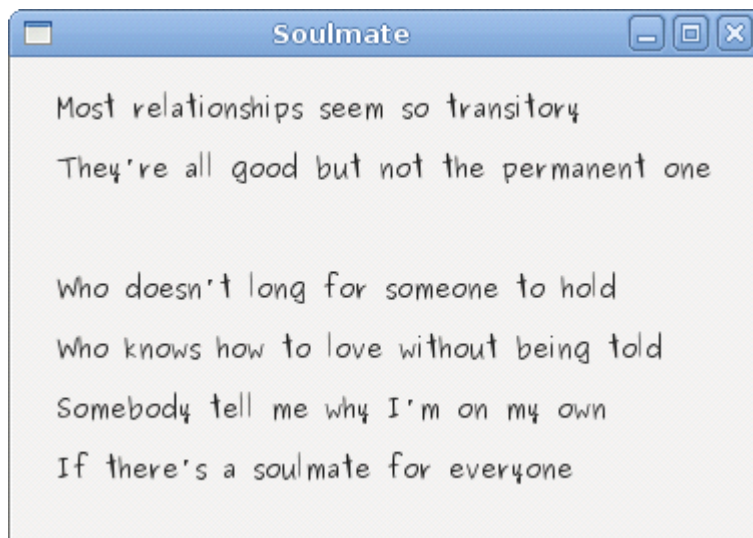 Soulmate
Most relationships seem so transitory
They're all good but not the permanent one
Who doesn't long for someone to hold
Who knows how to love without being told
Somebody tell me why I'm on my own
If there's a soulmate for everyone